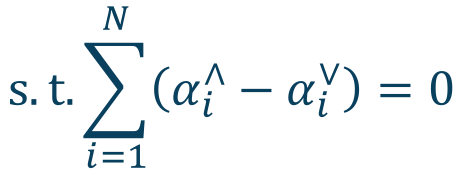 s.t. ∑_{i=1}^{N} (α_i^∧ − α_i^∨) = 0